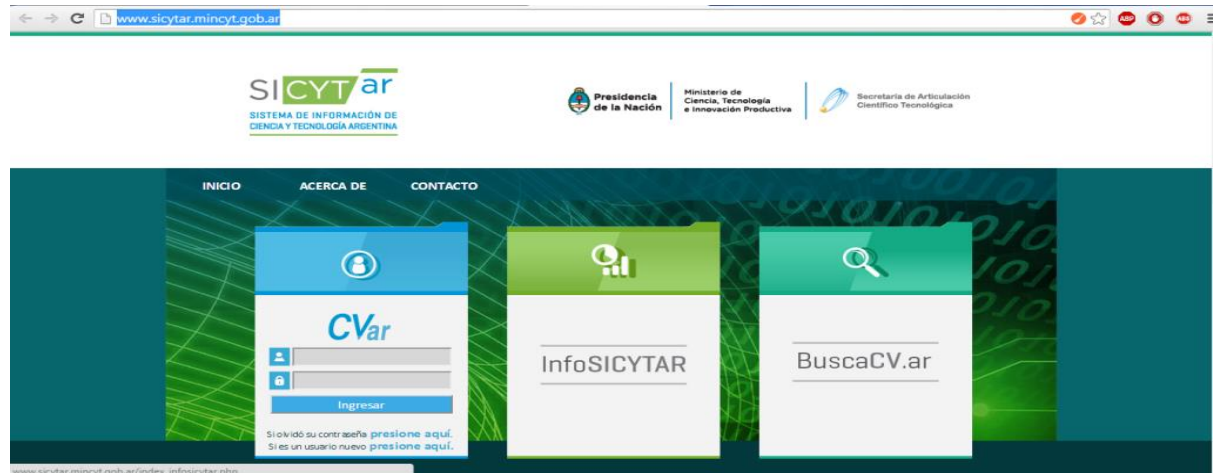 www.sicytar.mincyt.gob.ar
ABP
SICYTar
SISTEMA DE INFORMACIÓN DE
CIENCIA Y TECNOLOGÍA ARGENTINA
Presidencia
de la Nación
Ministerio de
Ciencia, Tecnología
e Innovación Productiva
Secretaría de Articulación
Científico Tecnológica
INICIO
ACERCA DE
CONTACTO
CVar
Ingresar
Si olvidó su contraseña presione aquí.
Si es un usuario nuevo presione aquí.
InfoSICYTAR
BuscaCV.ar
www.sicytar.mincyt.gob.ar/index_infosicytar.php